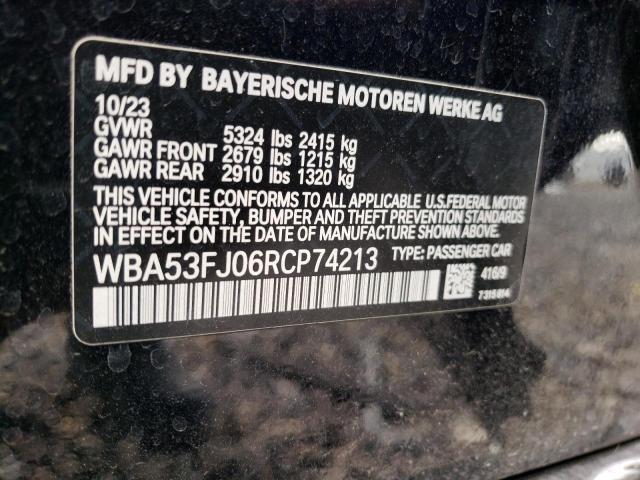 MFD BY BAYERISCHE MOTOREN WERKE AG
10/23
GVWR 5324 lbs 2415 kg
GAWR FRONT 2679 lbs 1215 kg
GAWR REAR 2910 lbs 1320 kg
THIS VEHICLE CONFORMS TO ALL APPLICABLE U.S.FEDERAL MOTOR
VEHICLE SAFETY, BUMPER AND THEFT PREVENTION STANDARDS
IN EFFECT ON THE DATE OF MANUFACTURE SHOWN ABOVE.
WBA53FJ06RCP74213 TYPE: PASSENGER CAR
416/9
7315814